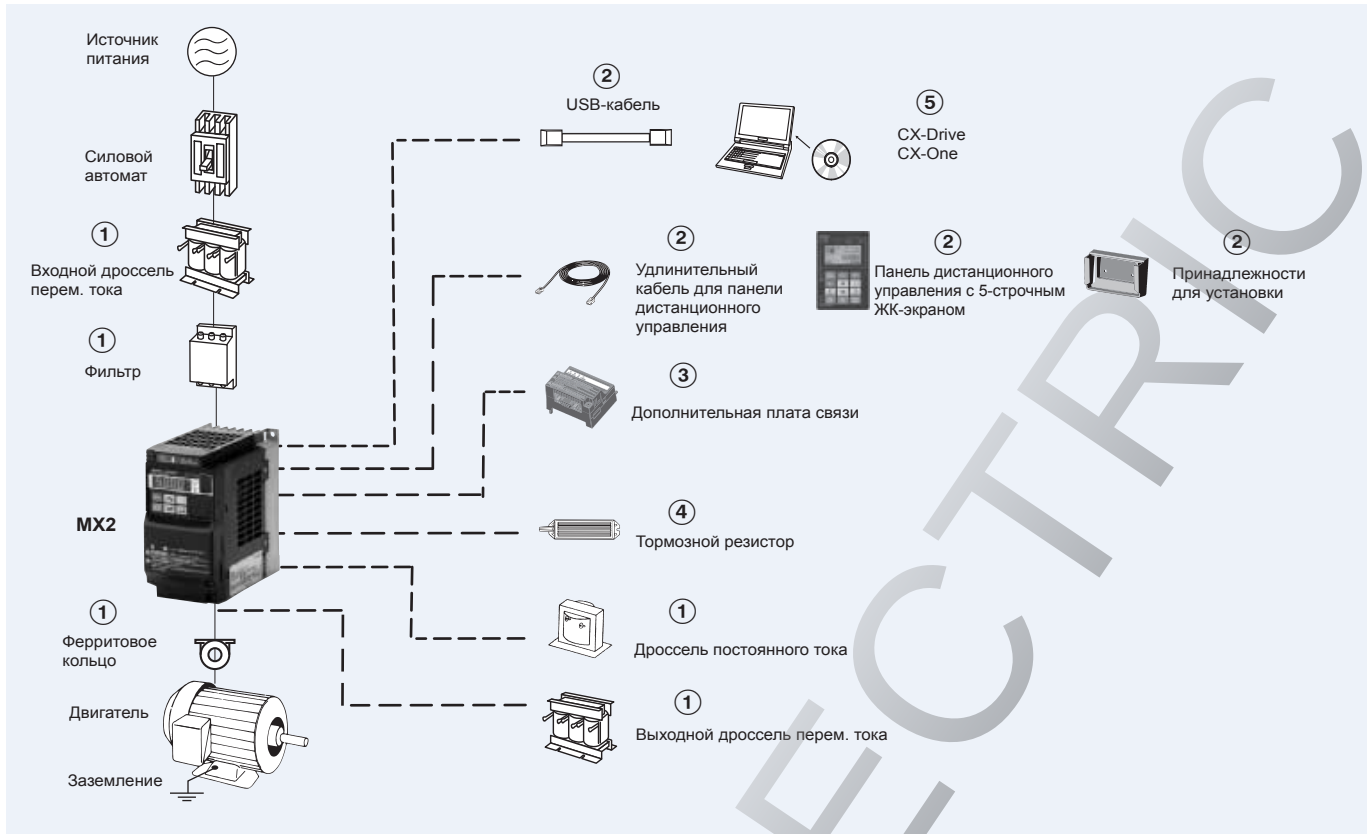 Источник
питания
Силовой
автомат
1
Входной дроссель
перем. тока
1
Фильтр
MX2
1
Ферритовое
кольцо
Двигатель
Заземление
2
USB-кабель
5
CX-Drive
CX-One
2
Удлинительный
кабель для панели
дистанционного
управления
2
Панель дистанционного
управления с 5-строчным
ЖК-экраном
2
Принадлежности
для установки
3
Дополнительная плата связи
4
Тормозной резистор
1
Дроссель постоянного тока
1
Выходной дроссель перем. тока
ECTRIC